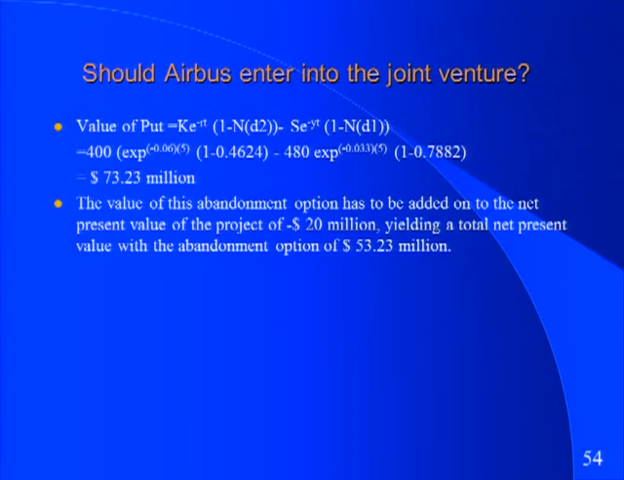 Should Airbus enter into the joint venture?
Value of Put =Ke^-rt (1-N(d2))- Se^-yt (1-N(d1))
=400 (exp^(-0.06)(5) (1-0.4624) - 480 exp^(-0.033)(5) (1-0.7882)
= $ 73.23 million
The value of this abandonment option has to be added on to the net
present value of the project of -$ 20 million, yielding a total net present
value with the abandonment option of $ 53.23 million.
54